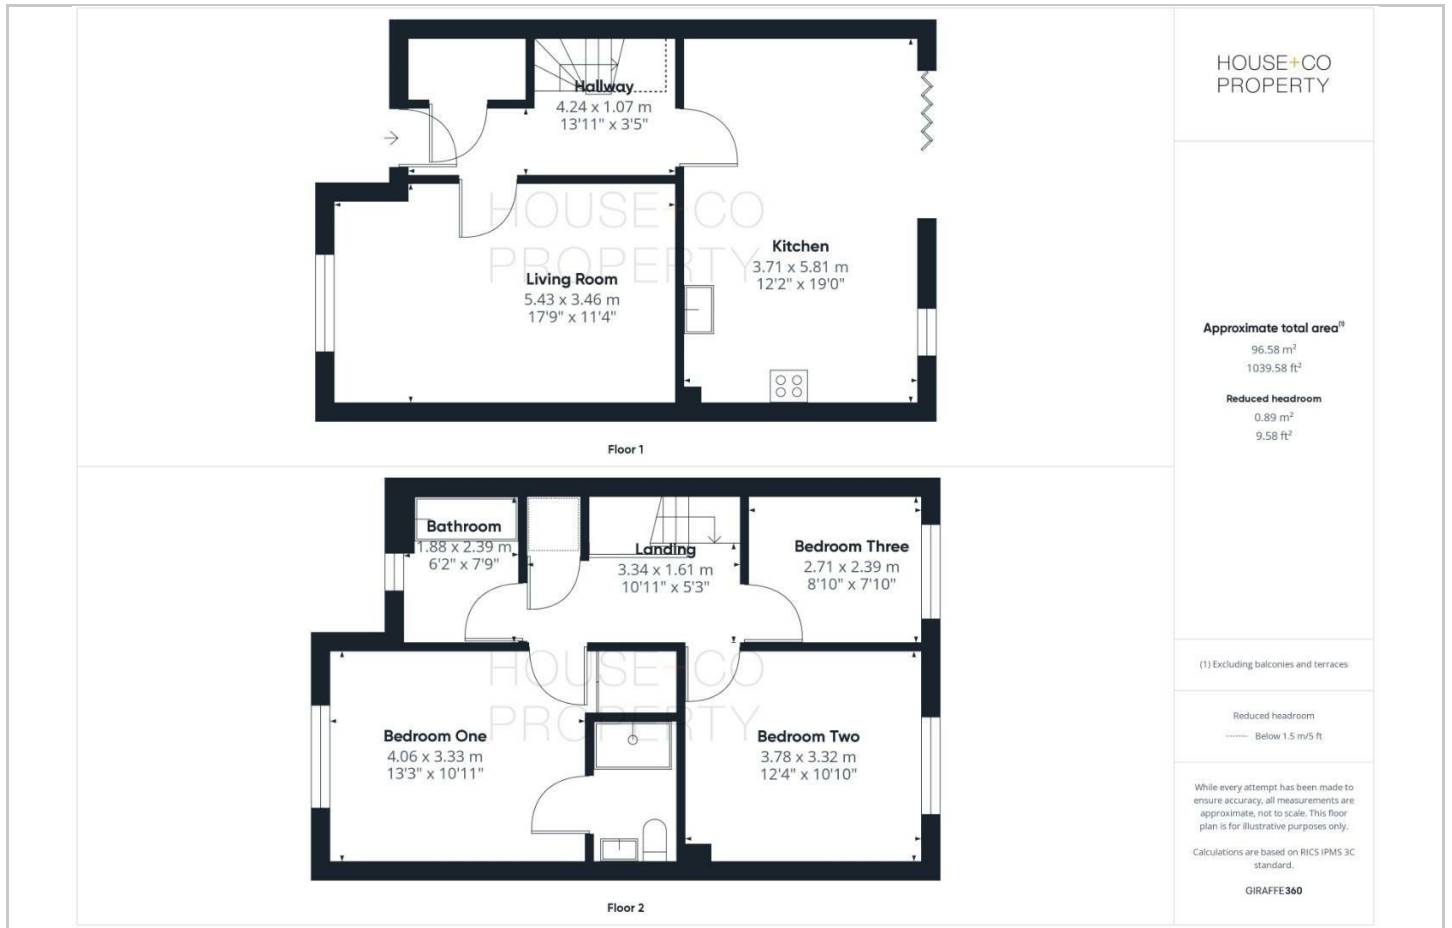 Hallway
4.24 x 1.07 m
13'11" x 3'5"
HOUSE+CO
PROPERTY
Living Room
5.43 x 3.46 m
17'9" x 11'4"
Kitchen
3.71 x 5.81 m
12'2" x 19'0"
Floor 1
Bathroom
1.88 x 2.39 m
6'2" x 7'9"
Landing
3.34 x 1.61 m
10'11" x 5'3"
Bedroom Three
2.71 x 2.39 m
8'10" x 7'10"
HOUSE+CO
PROPERTY
Bedroom One
4.06 x 3.33 m
13'3" x 10'11"
Bedroom Two
3.78 x 3.32 m
12'4" x 10'10"
Floor 2
HOUSE+CO
PROPERTY
Approximate total area(1)
96.58 m²
1039.58 ft²
Reduced headroom
0.89 m²
9.58 ft²
(1) Excluding balconies and terraces
Reduced headroom
Below 1.5 m/5 ft
While every attempt has been made to
ensure accuracy, all measurements are
approximate, not to scale. This floor
plan is for illustrative purposes only.
Calculations are based on RICS IPMS 3C
standard.
GIRAFFE360